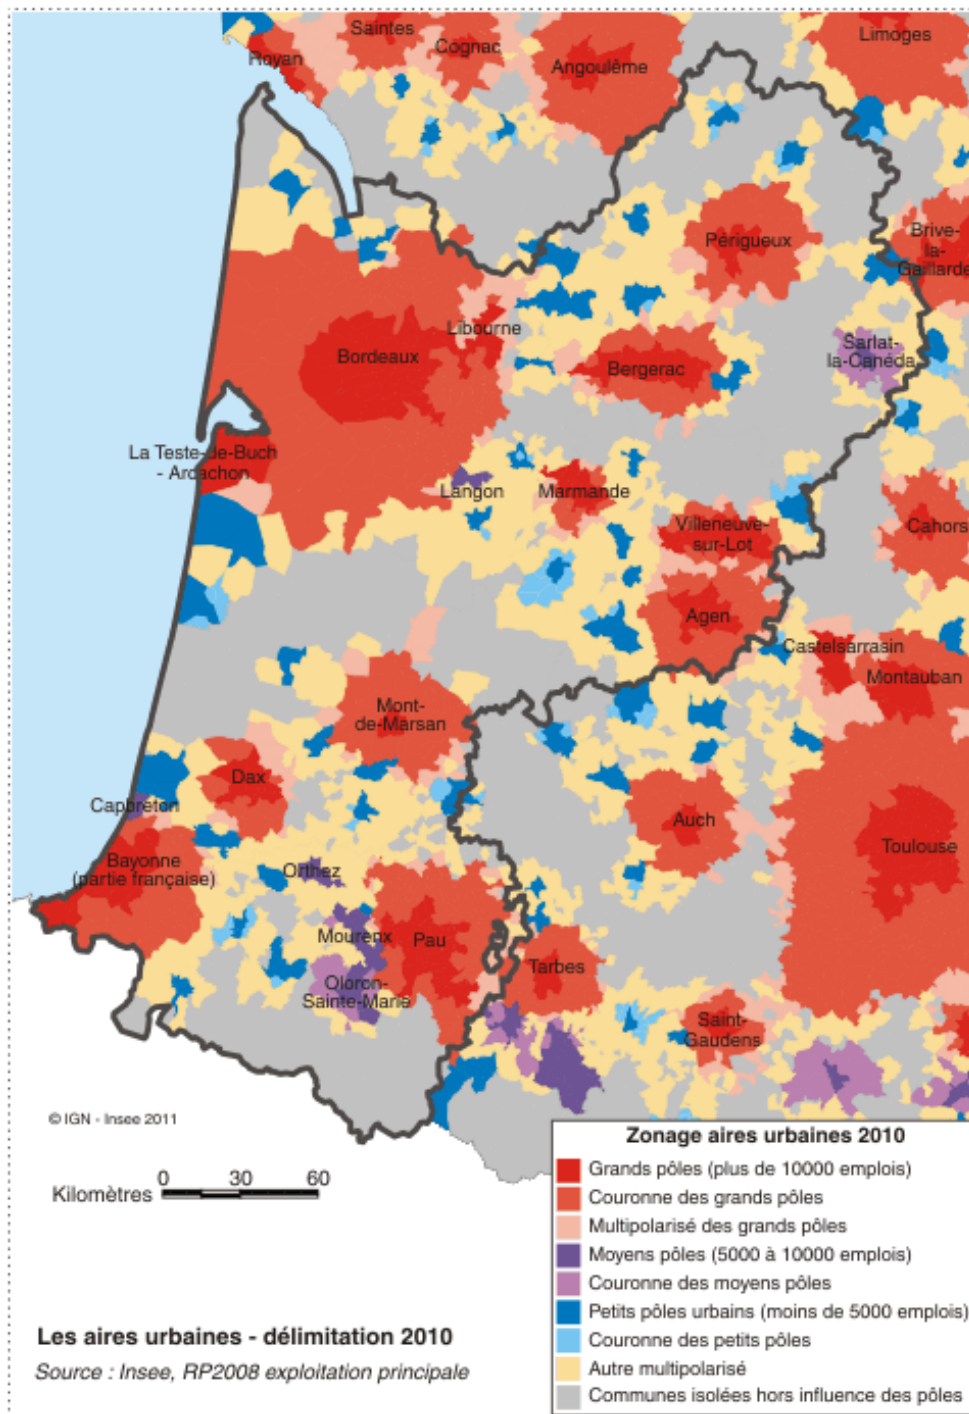 Saintes
Cognac
Royan
Angoulême
Limoges
Périgueux
Brive-
la-
Gaillarde
Libourne
Bordeaux
Bergerac
Sarlat-
la-Canéda
La Teste-de-Buch
- Arcachon
Langon
Marmande
Villeneuve-
sur-Lot
Cahors
Agen
Castelsarrasin
Montauban
Mont-
de-Marsan
Dax
Capbreton
Auch
Toulouse
Bayonne
(partie française)
Orthez
Mourenx
Pau
Tarbes
Oloron-
Sainte-Marie
Saint-
Gaudens
© IGN - Insee 2011
Kilomètres
0 30 60
Zonage aires urbaines 2010
Grands pôles (plus de 10000 emplois)
Couronne des grands pôles
Multipolarisé des grands pôles
Moyens pôles (5000 à 10000 emplois)
Couronne des moyens pôles
Petits pôles urbains (moins de 5000 emplois)
Couronne des petits pôles
Autre multipolarisé
Communes isolées hors influence des pôles
Les aires urbaines - délimitation 2010
Source : Insee, RP2008 exploitation principale